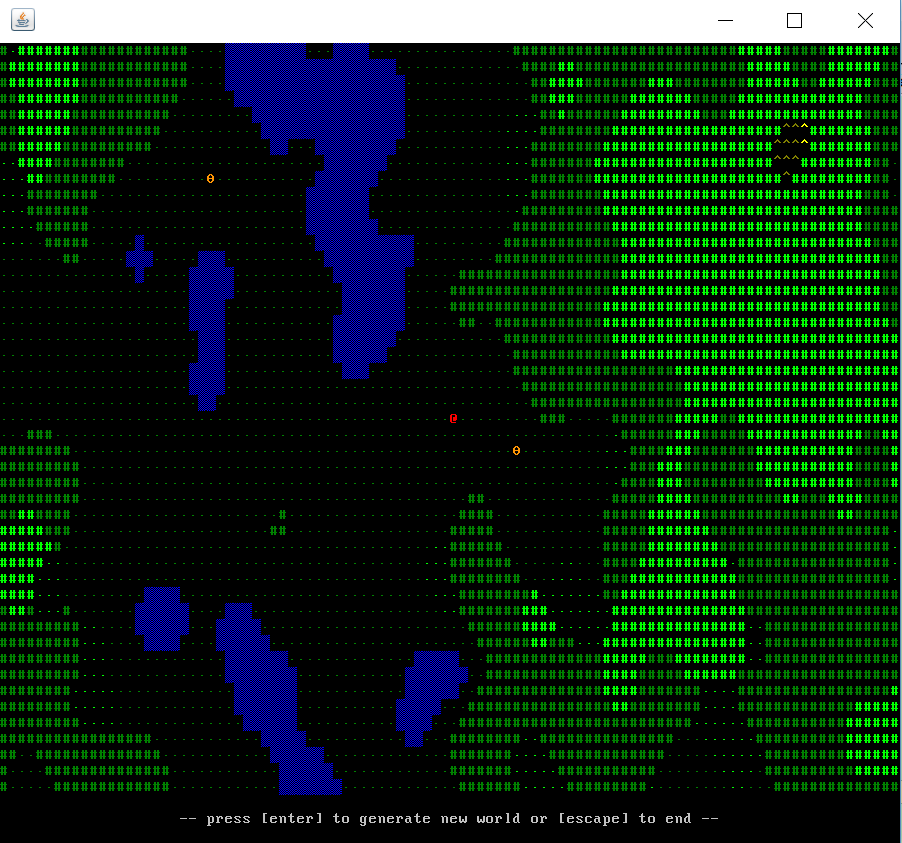 -- press [enter] to generate new world or [escape] to end --